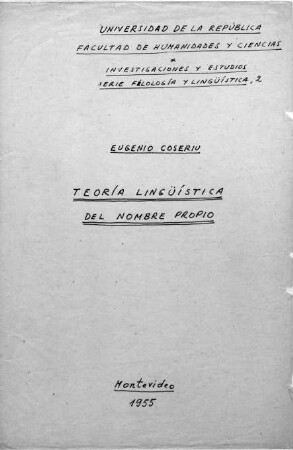 UNIVERSIDAD DE LA REPÚBLICA
FACULTAD DE HUMANIDADES Y CIENCIAS
*
INVESTIGACIONES Y ESTUDIOS
SERIE FILOLOGÍA Y LINGÜÍSTICA, 2
EUGENIO COSERIU
TEORÍA LINGÜÍSTICA
DEL NOMBRE PROPIO
Montevideo
1955